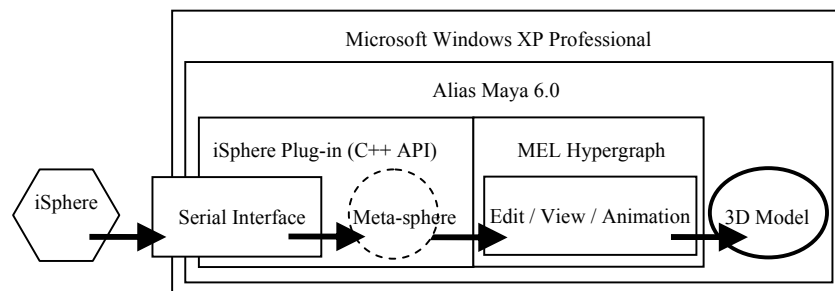 Microsoft Windows XP Professional
Alias Maya 6.0
iSphere Plug-in (C++ API)
MEL Hypergraph
iSphere
Serial Interface
Meta-sphere
Edit / View / Animation
3D Model